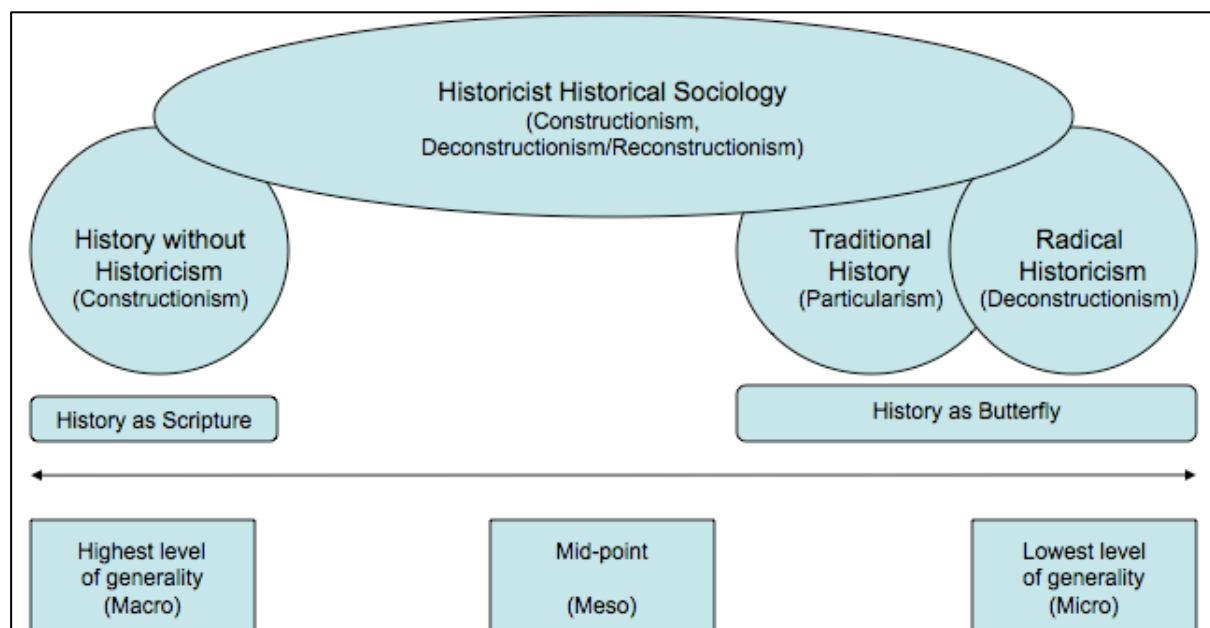 Historicist Historical Sociology
(Constructionism,
Deconstructionism/Reconstructionism)
History without
Historicism
(Constructionism)
Traditional
History
(Particularism)
Radical
Historicism
(Deconstructionism)
History as Scripture
History as Butterfly
Highest level
of generality
(Macro)
Mid-point
(Meso)
Lowest level
of generality
(Micro)